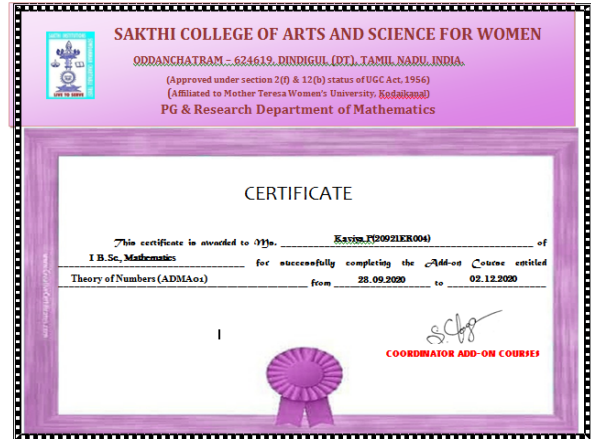 SAKTHI COLLEGE OF ARTS AND SCIENCE FOR WOMEN
ODDANCHATRAM – 624619, DINDIGUL (DT), TAMIL NADU, INDIA.
(Approved under section 2(f) & 12(b) status of UGC Act, 1956)
(Affiliated to Mother Teresa Women's University, Kodaikanal)
PG & Research Department of Mathematics
LIVE TO SERVE
CERTIFICATE
This certificate is awarded to Ms. Kaviya P(20921ER004) of
I B.Sc, Mathematics for successfully completing the Add-on Course entitled
Theory of Numbers (ADMA01) from 28.09.2020 to 02.12.2020
COORDINATOR ADD-ON COURSES